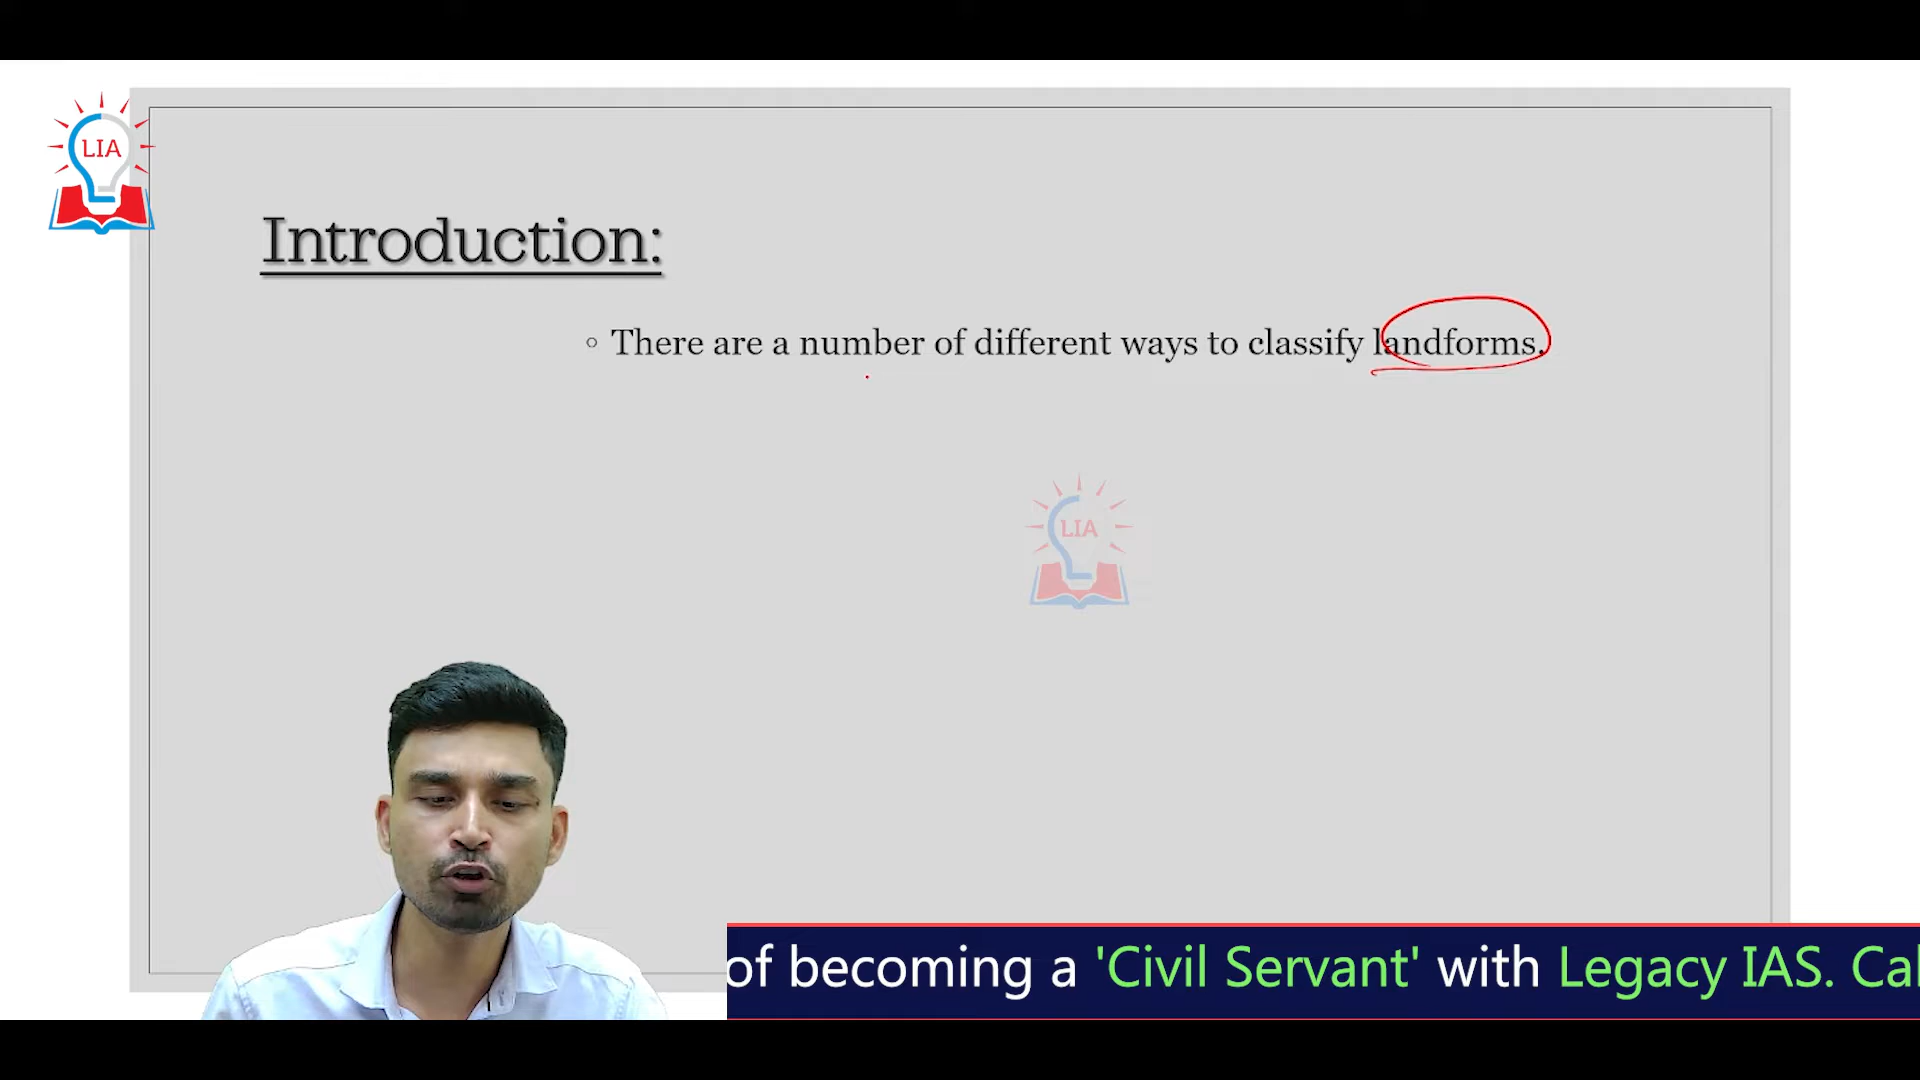 LIA
Introduction:
There are a number of different ways to classify landforms.
LIA
of becoming a 'Civil Servant' with Legacy IAS. Cal